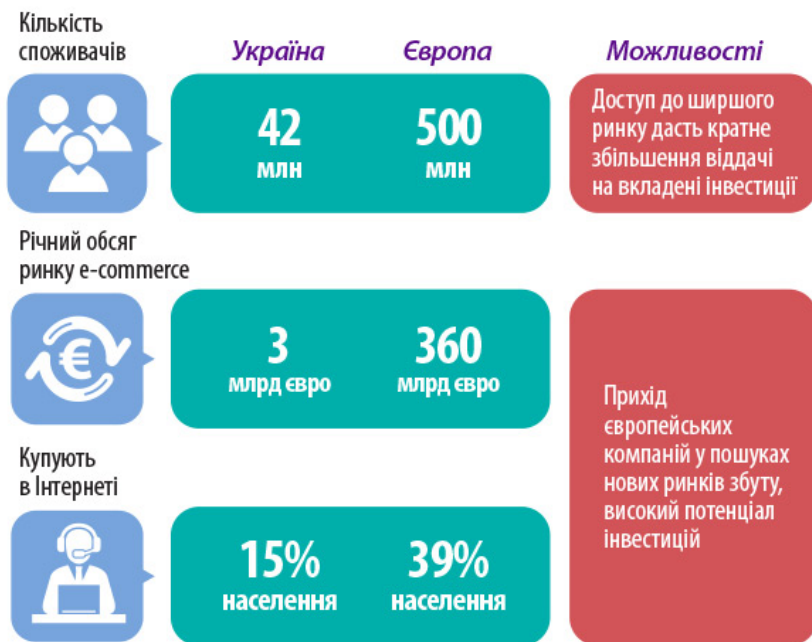 Кількість
споживачів
Україна
Європа
Можливості
42
млн
500
млн
Доступ до ширшого
ринку дасть кратне
збільшення віддачі
на вкладені інвестиції
Річний обсяг
ринку e-commerce
€
3
млрд євро
360
млрд євро
Прихід
європейських
компаній у пошуках
нових ринків збуту,
високий потенціал
інвестицій
Купують
в Інтернеті
15%
населення
39%
населення